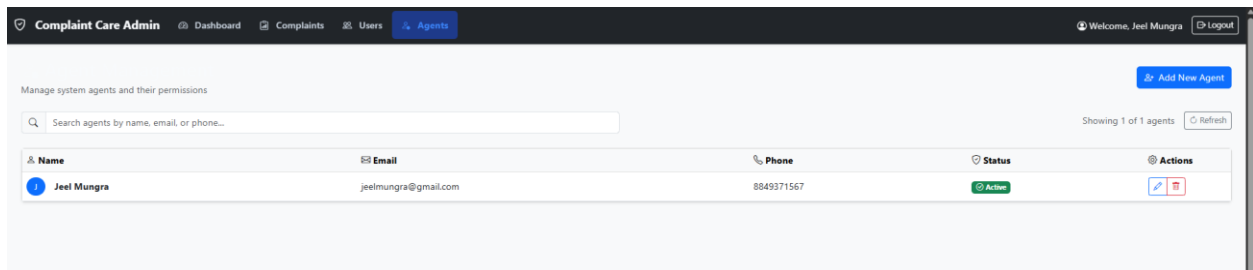 Complaint Care Admin Dashboard Complaints Users Agents Welcome, Jeel Mungra Logout
Add New Agent
Manage system agents and their permissions
Search agents by name, email, or phone... Showing 1 of 1 agents Refresh
Name Email Phone Status Actions
J Jeel Mungra jeelmungra@gmail.com 8849371567 Active